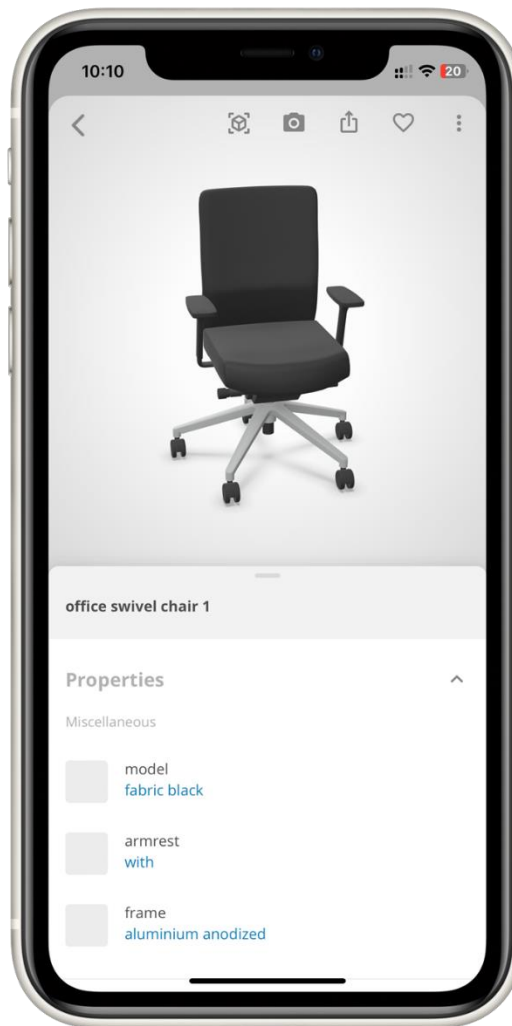 10:10
20
office swivel chair 1
Properties
Miscellaneous
model
fabric black
armrest
with
frame
aluminium anodized